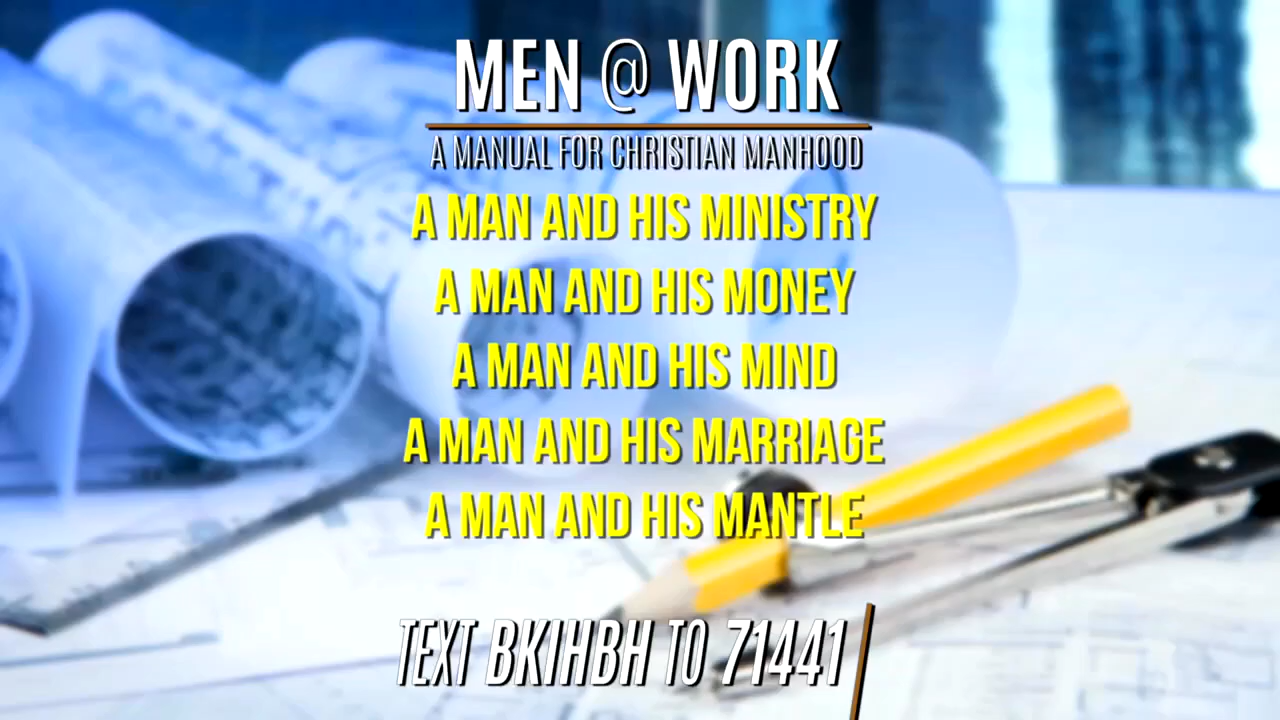 MEN @ WORK
A MANUAL FOR CHRISTIAN MANHOOD
A MAN AND HIS MINISTRY
A MAN AND HIS MONEY
A MAN AND HIS MIND
A MAN AND HIS MARRIAGE
A MAN AND HIS MANTLE
TEXT BKIHBH TO 71441